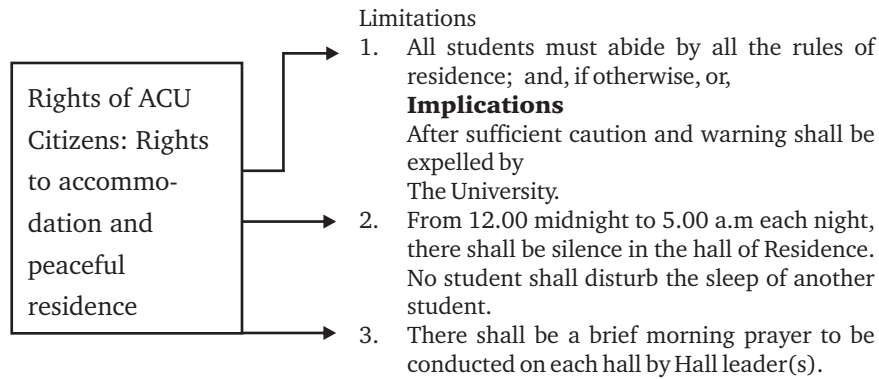 Rights of ACU
Citizens: Rights
to accommo-
dation and
peaceful
residence
Limitations
1. All students must abide by all the rules of
residence; and, if otherwise, or,
Implications
After sufficient caution and warning shall be
expelled by
The University.
2. From 12.00 midnight to 5.00 a.m each night,
there shall be silence in the hall of Residence.
No student shall disturb the sleep of another
student.
3. There shall be a brief morning prayer to be
conducted on each hall by Hall leader(s).